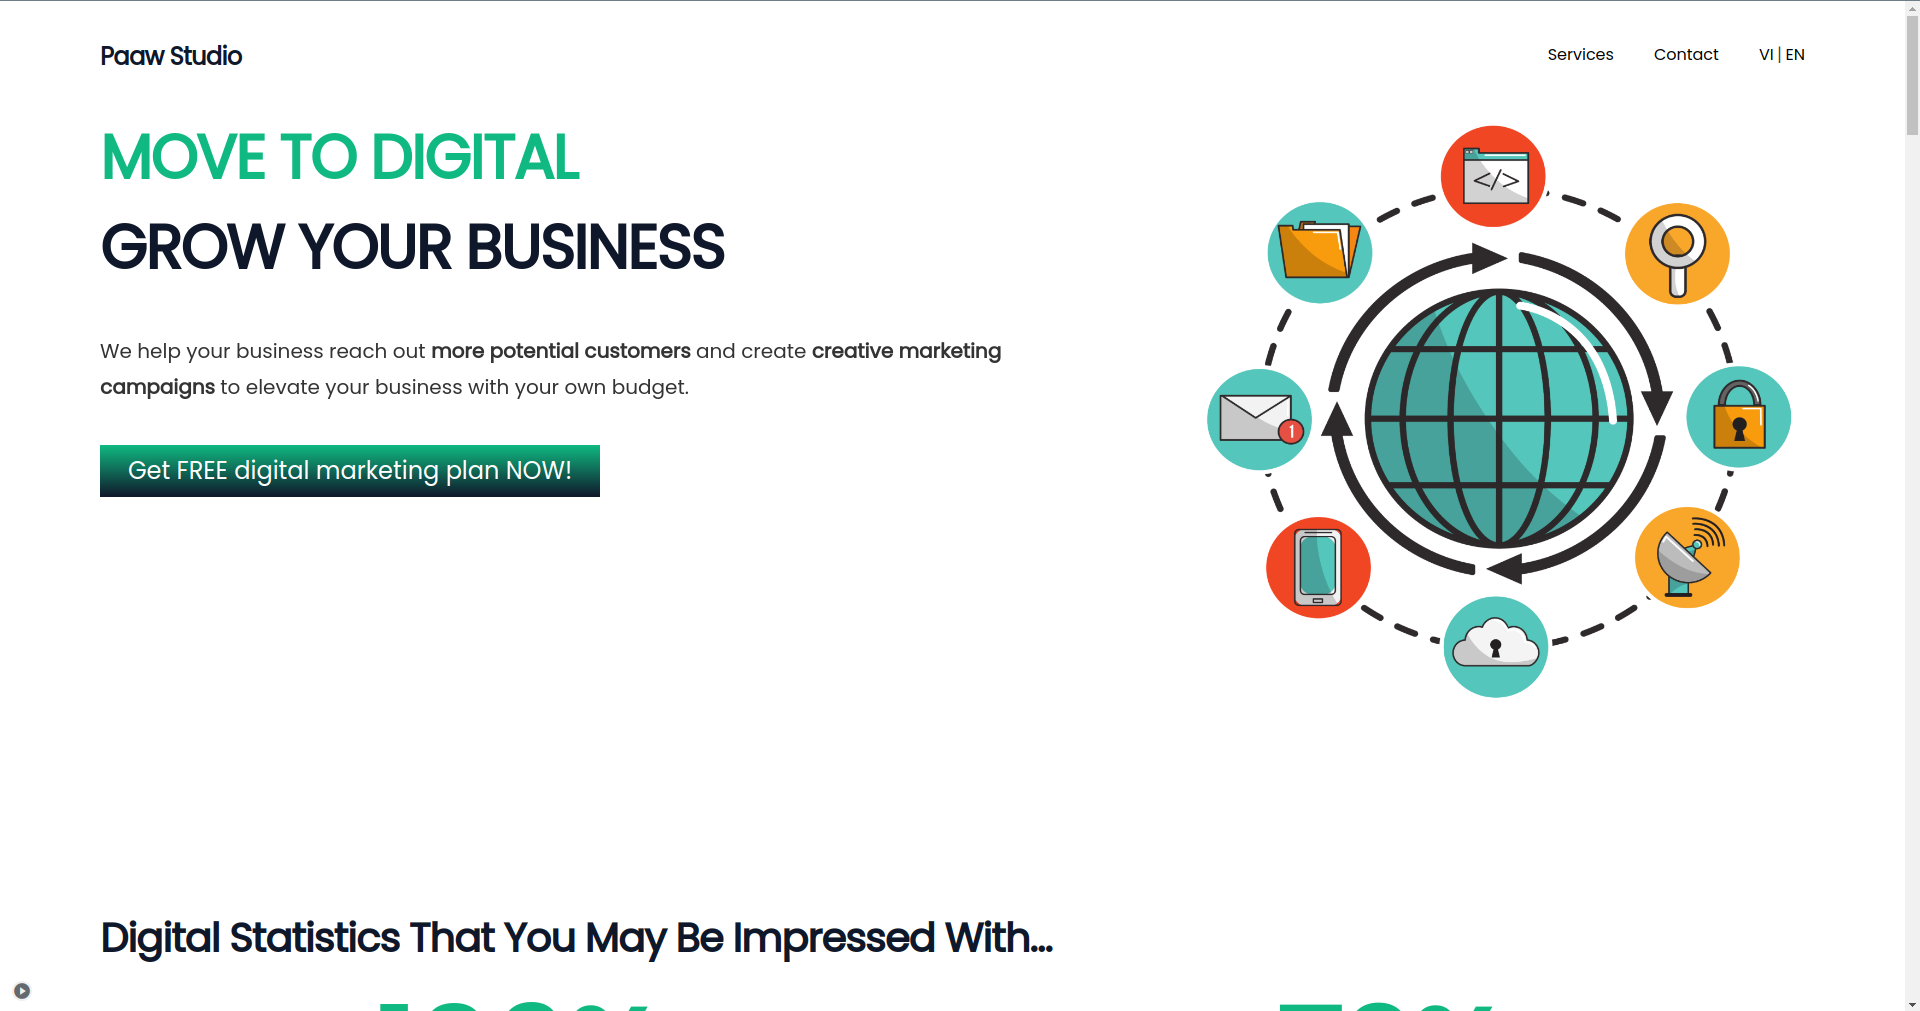 Paaw Studio
Services
Contact
VI | EN
MOVE TO DIGITAL
GROW YOUR BUSINESS
We help your business reach out more potential customers and create creative marketing
campaigns to elevate your business with your own budget.
Get FREE digital marketing plan NOW!
</>
1
Digital Statistics That You May Be Impressed With...